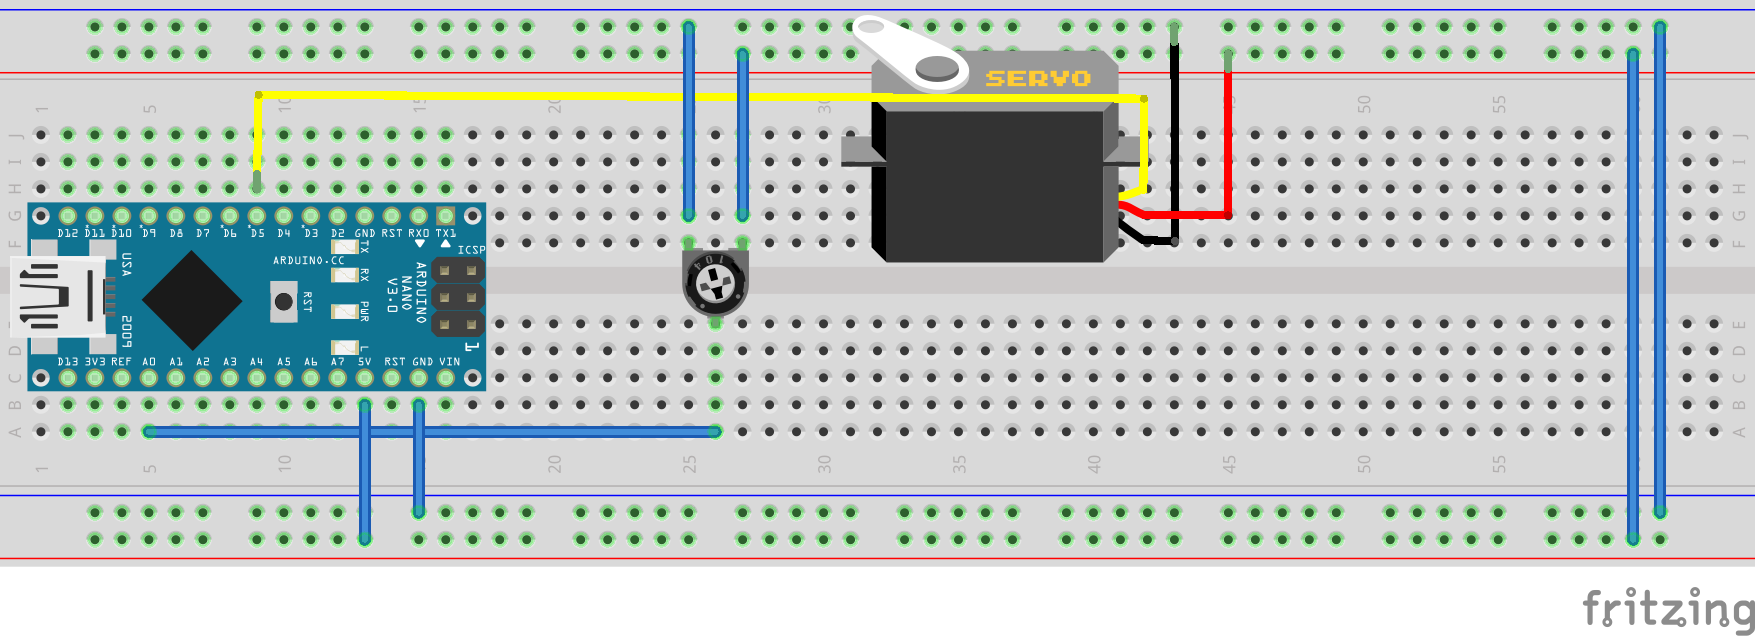 SERVO
1 5 10 15 20 25 30 45 50 55
J J
I I
H H
G G
F F
D12 D11 D10 D9 D8 D7 D6 D5 D4 D3 D2 GND RST RX0 TX1
TX
ICSP
ARDUINO.CC
USA
RX
RST
ARDUINO
NANO
V3.0
104
PWR
2009
L
1
E
D D
D13 3V3 REF A0 A1 A2 A3 A4 A5 A6 A7 5V RST GND VIN
C C
B B
A A
1 5 10 20 25 30 35 40 45 50 55
fritzing